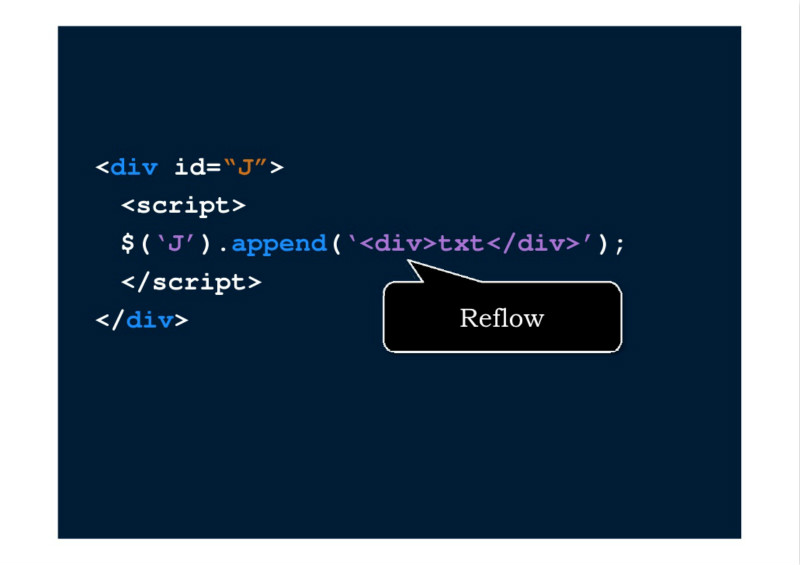 <div id=“J”>
<script>
$(‘J’).append(‘<div>txt</div>’);
</script>
</div>
Reflow